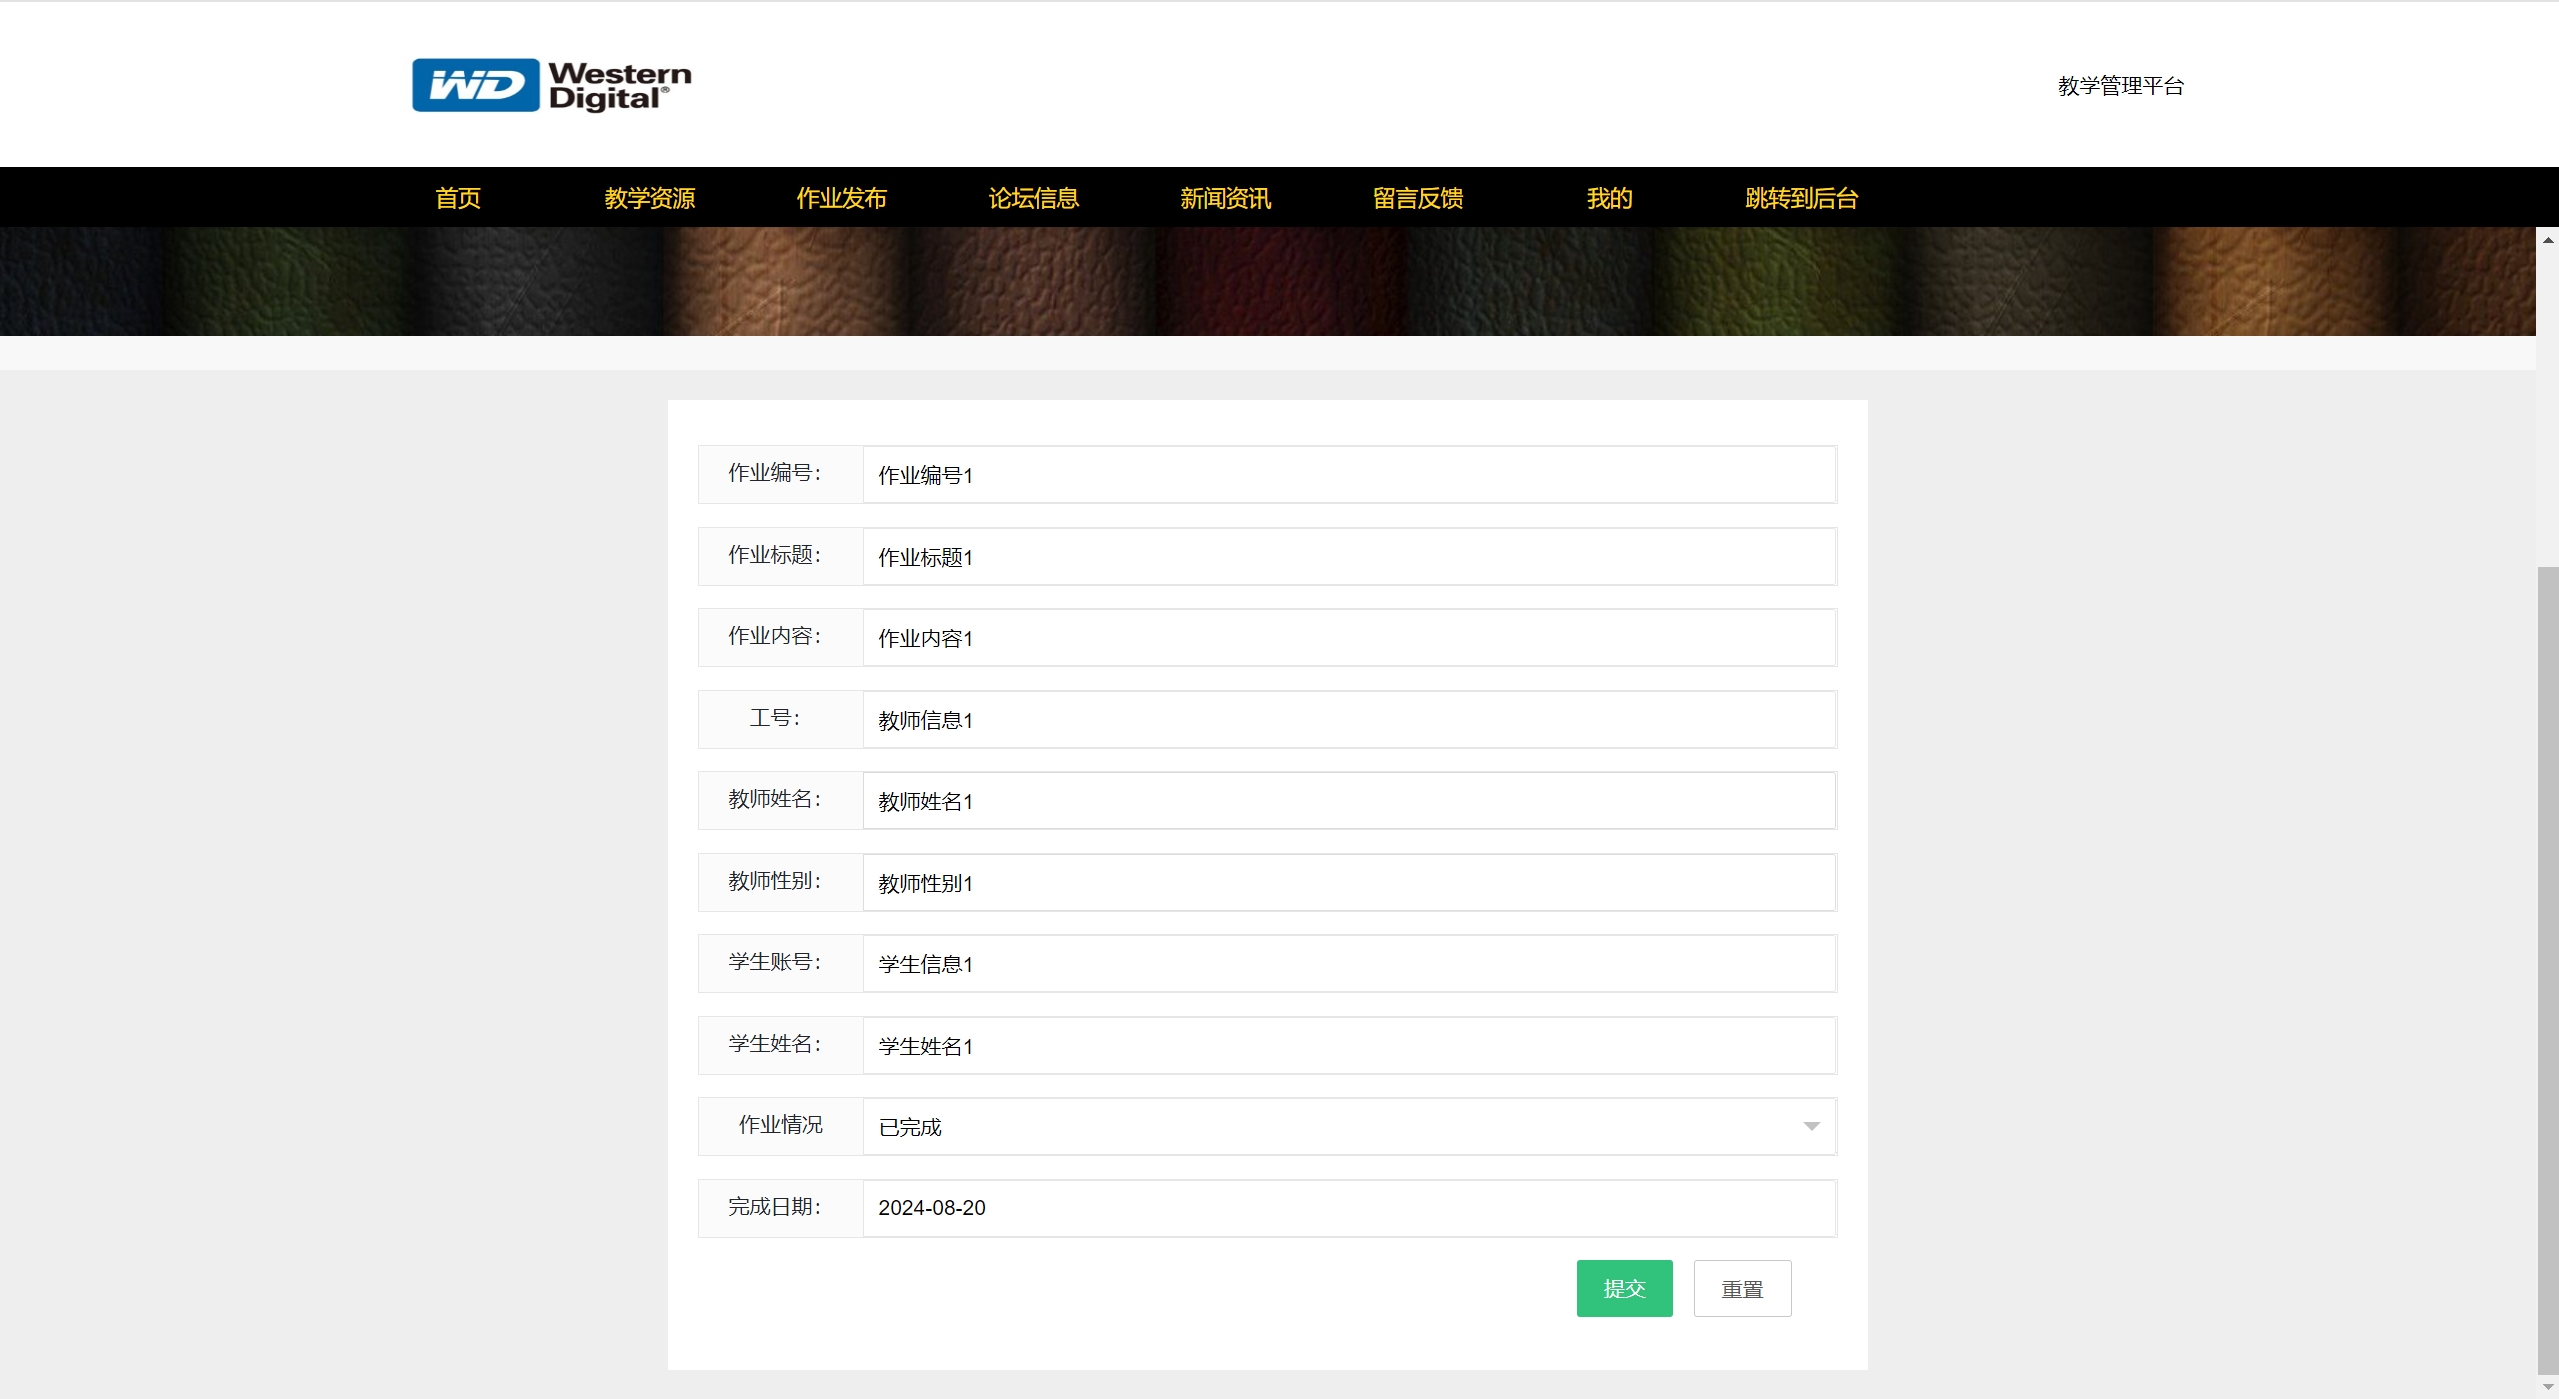 WD Western
Digital®
教学管理平台
首页 教学资源 作业发布 论坛信息 新闻资讯 留言反馈 我的 跳转到后台
作业编号： 作业编号1
作业标题： 作业标题1
作业内容： 作业内容1
工号： 教师信息1
教师姓名： 教师姓名1
教师性别： 教师性别1
学生账号： 学生信息1
学生姓名： 学生姓名1
作业情况 已完成
完成日期： 2024-08-20
提交 重置